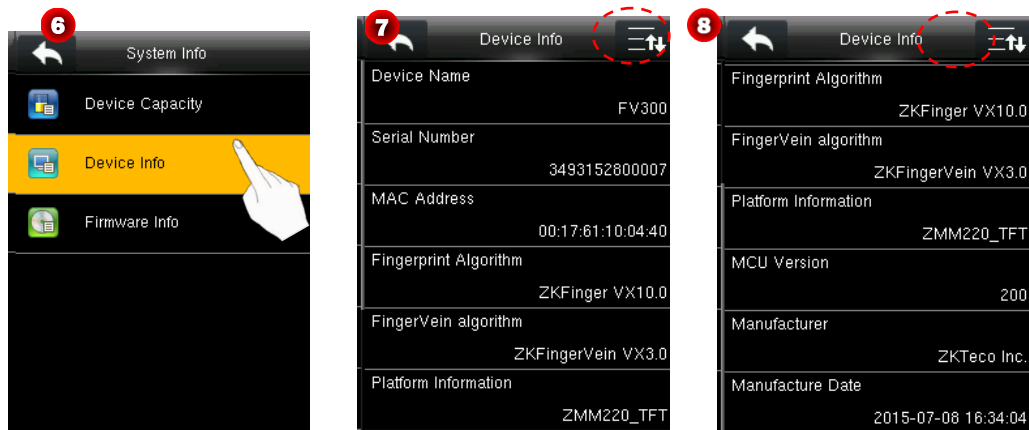 6
System Info
Device Capacity
Device Info
Firmware Info
7
Device Info
Device Name
FV300
Serial Number
3493152800007
MAC Address
00:17:61:10:04:40
Fingerprint Algorithm
ZKFinger VX10.0
FingerVein algorithm
ZKFingerVein VX3.0
Platform Information
ZMM220_TFT
8
Device Info
Fingerprint Algorithm
ZKFinger VX10.0
FingerVein algorithm
ZKFingerVein VX3.0
Platform Information
ZMM220_TFT
MCU Version
200
Manufacturer
ZKTeco Inc.
Manufacture Date
2015-07-08 16:34:04